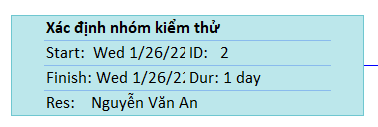 Xác định nhóm kiểm thử
Start: Wed 1/26/22 ID: 2
Finish: Wed 1/26/22 Dur: 1 day
Res: Nguyễn Văn An